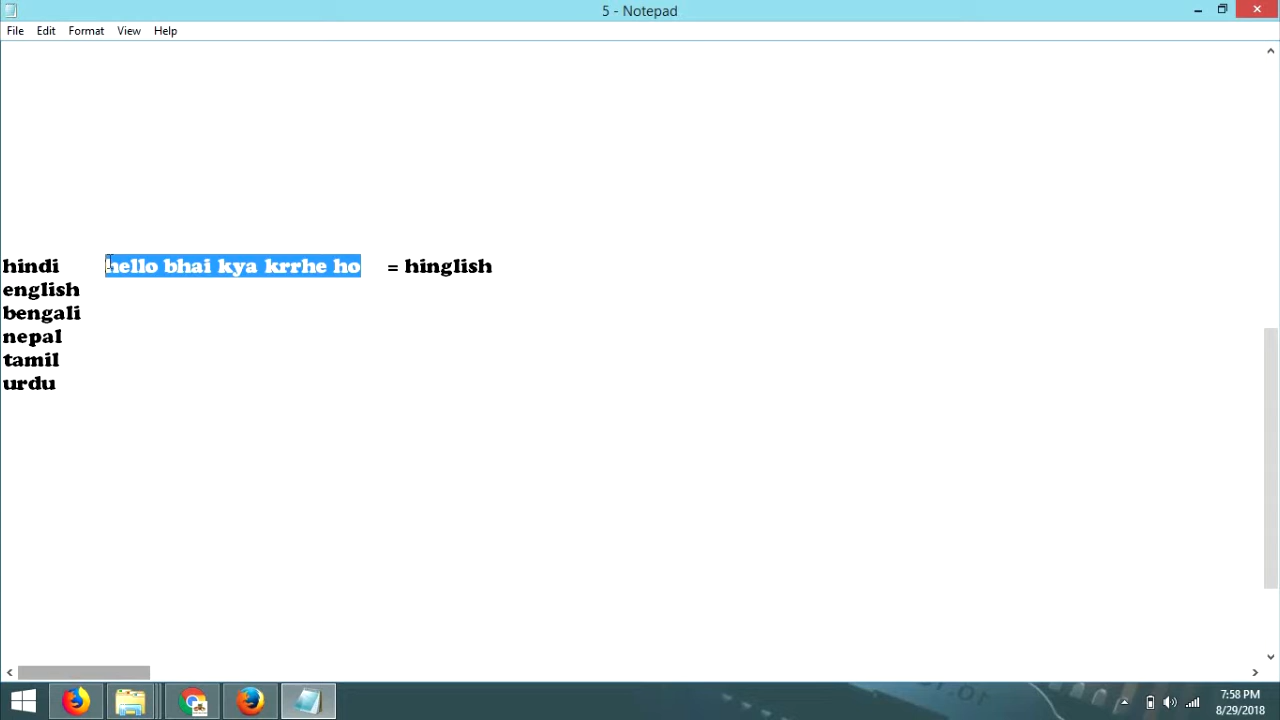 5 - Notepad
File Edit Format View Help
hindi hello bhai kya krrhe ho = hinglish
english
bengali
nepal
tamil
urdu
7:58 PM
8/29/2018